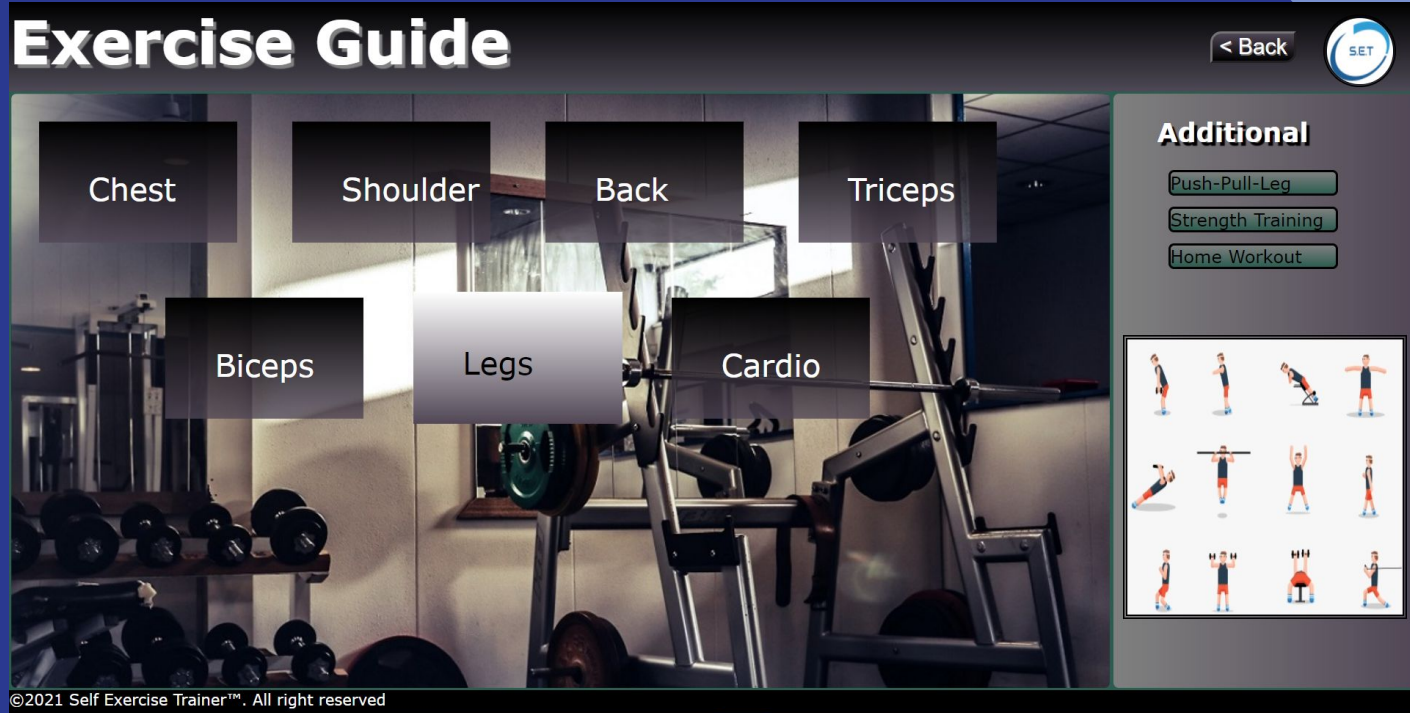 Exercise Guide
< Back
S.E.T
Chest
Shoulder
Back
Triceps
Biceps
Legs
Cardio
Additional
Push-Pull-Leg
Strength Training
Home Workout
©2021 Self Exercise Trainer™. All right reserved